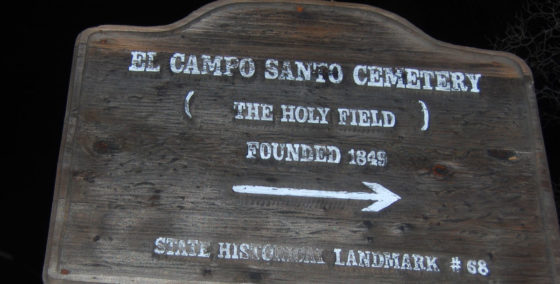 EL CAMPO SANTO CEMETERY
( THE HOLY FIELD )
FOUNDED 1849
STATE HISTORICAL LANDMARK # 68